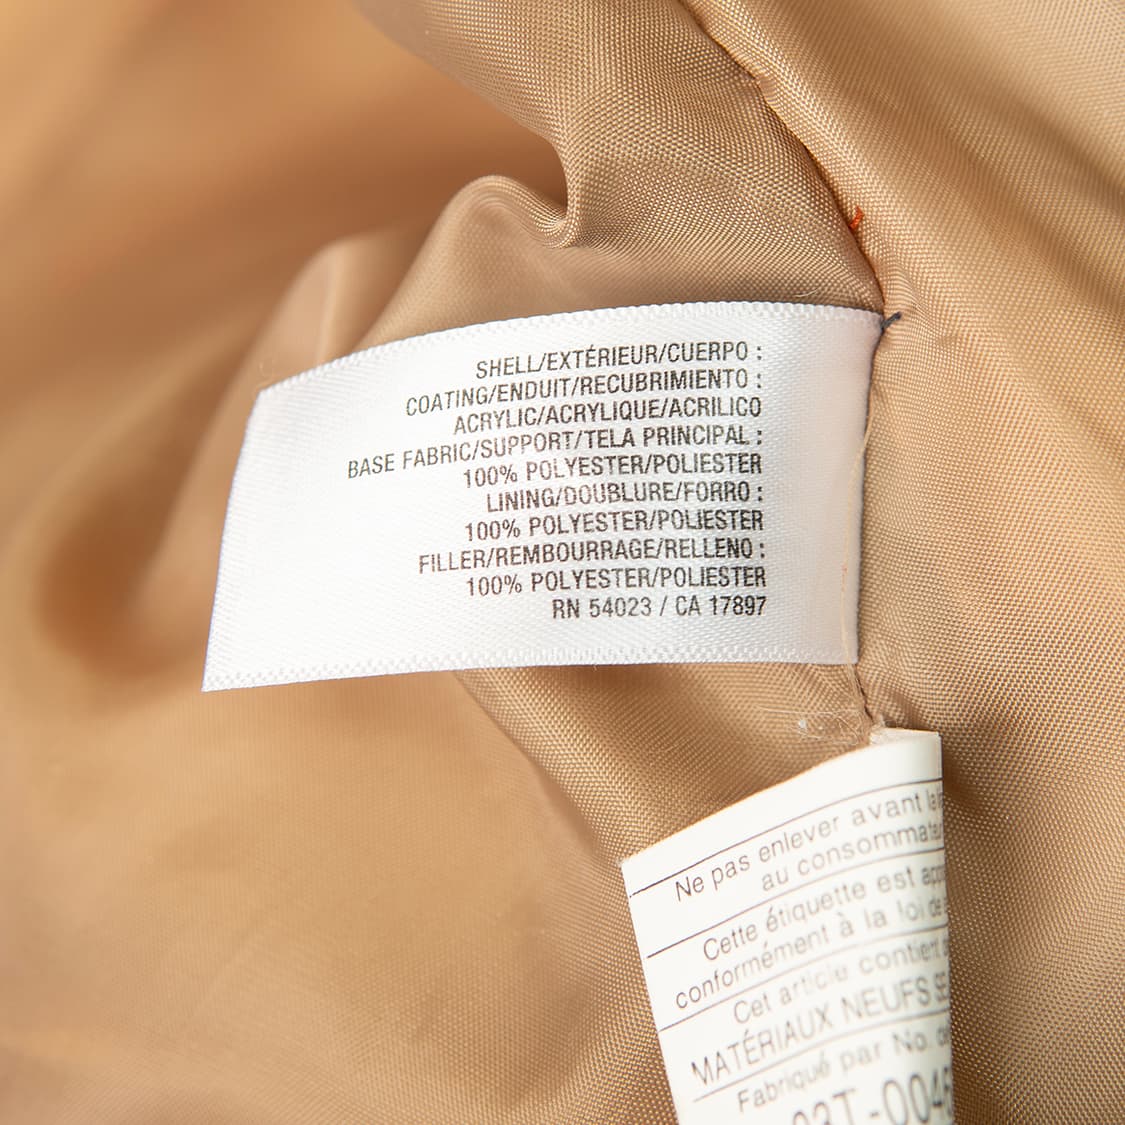 SHELL/EXTÉRIEUR/CUERPO :
COATING/ENDUIT/RECUBRIMIENTO :
ACRYLIC/ACRYLIQUE/ACRILICO
BASE FABRIC/SUPPORT/TELA PRINCIPAL :
100% POLYESTER/POLIESTER
LINING/DOUBLURE/FORRO :
100% POLYESTER/POLIESTER
FILLER/REMBOURRAGE/RELLENO :
100% POLYESTER/POLIESTER
RN 54023 / CA 17897
Ne pas enlever avant la
au consommateur
Cette étiquette est
conformément à la loi de
Cet article contient
MATÉRIAUX NEUFS
Fabriqué par No.